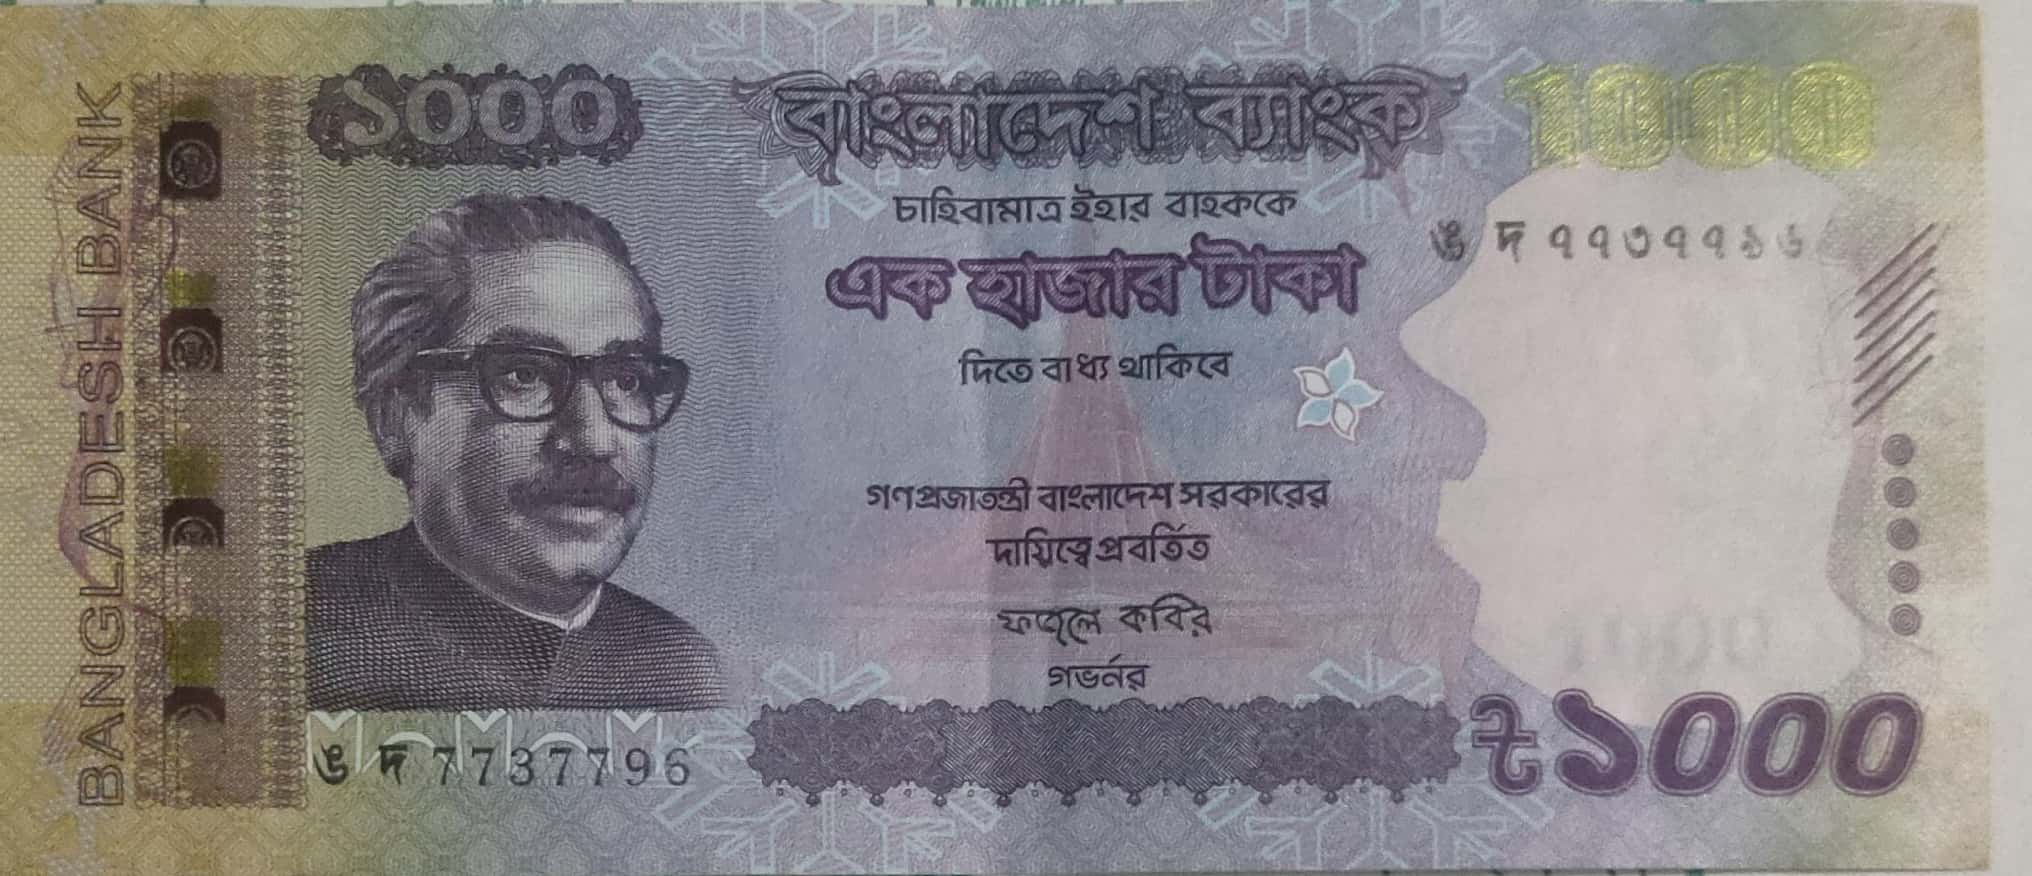 BANGLADESH BANK
১০০০
বাংলাদেশ ব্যাংক
1000
চাহিবামাত্র ইহার বাহককে
ঙ দ ৭৭৩৭৭৯৬
এক হাজার টাকা
দিতে বাধ্য থাকিবে
গণপ্রজাতন্ত্রী বাংলাদেশ সরকারের
দায়িত্বে প্রবর্তিত
ফজলে কবির
গভর্নর
ঙ দ 7737796
৳১০০০